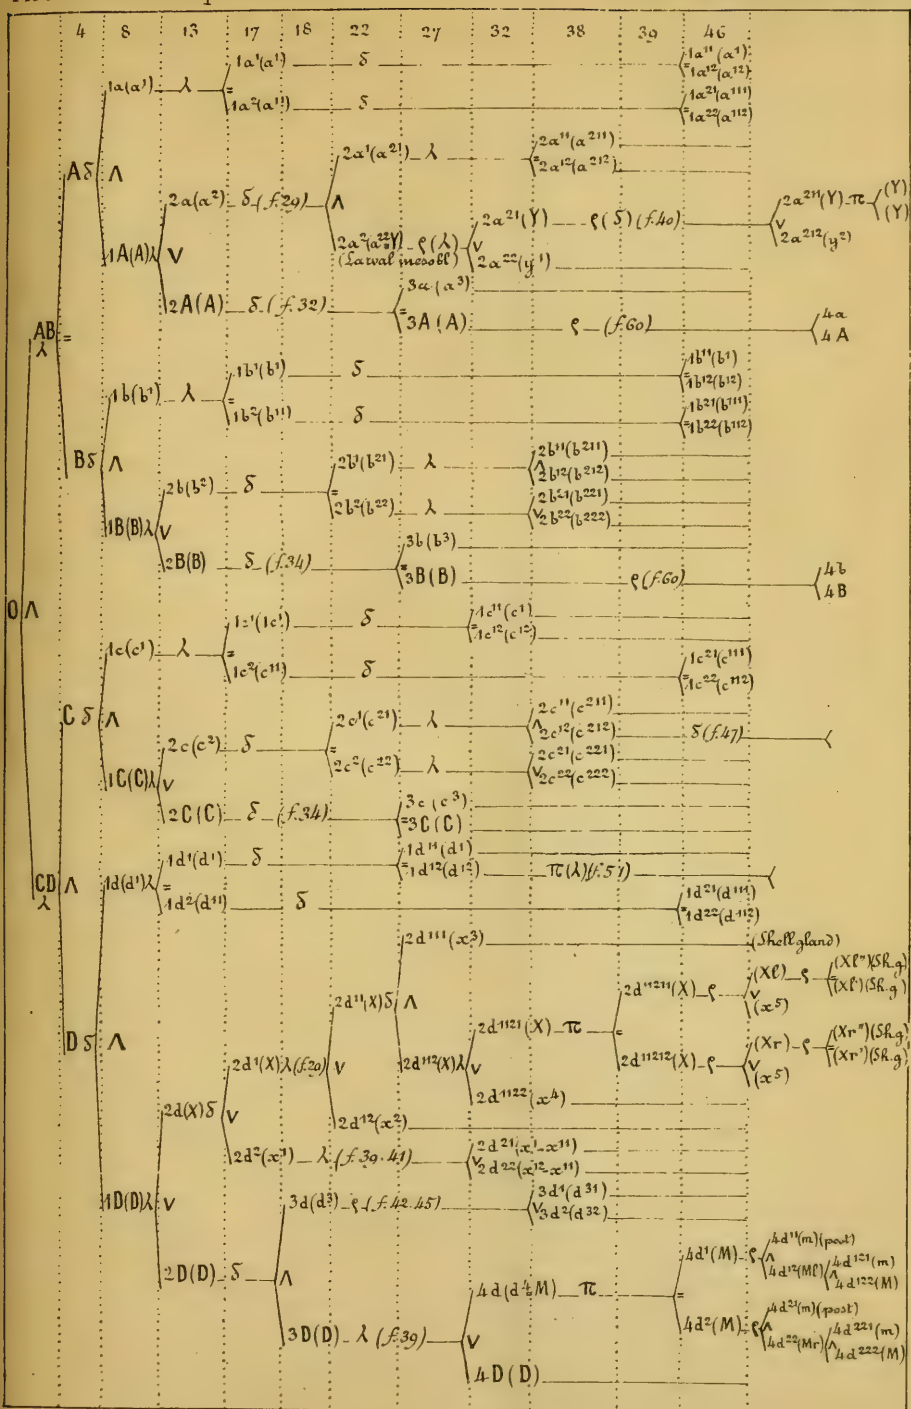 4 8 13 17 18 22 27 32 38 39 46
1a¹(a¹) δ 1a¹¹(a¹)
= 1a¹²(a¹²)
1a(a¹) λ =
1a²(a¹¹) δ 1a²¹(a¹¹¹)
= 1a²²(a¹¹²)
2a¹(a²¹) λ 2a¹¹(a²¹¹)
= 2a¹²(a²¹²)
Aδ Λ
2a(a²) δ (f.29) Λ 2a²¹(Y) ρ(δ)(f.40) 2a²¹¹(Y) π (Y)
(Y)
1A(A)λ V 2a²(a²²Y) ρ(λ) V V
(Larval mesobl) 2a²²(y¹) 2a²¹²(y²)
3a(a³)
2A(A) δ (f.32) =
3A(A) ρ (f.60) 4a
4A
AB =
λ
1b¹(b¹) δ 1b¹¹(b¹)
= 1b¹²(b¹²)
1b(b¹) λ =
1b²(b¹¹) δ 1b²¹(b¹¹¹)
= 1b²²(b¹¹²)
2b¹(b²¹) λ 2b¹¹(b²¹¹)
Λ 2b¹²(b²¹²)
Bδ Λ
2b(b²) δ =
2b²(b²²) λ 2b²¹(b²²¹)
V 2b²²(b²²²)
1B(B)λ V
3b(b³)
2B(B) δ (f.34) =
3B(B) ρ(f.60) 4b
4B
O Λ
1c¹(1c¹) δ 1c¹¹(c¹)
= 1c¹²(c¹²)
1c(c¹) λ =
1c²(c¹¹) δ 1c²¹(c¹¹¹)
= 1c²²(c¹¹²)
Cδ Λ
2c¹(c²¹) λ 2c¹¹(c²¹¹)
Λ 2c¹²(c²¹²) δ(f.47)
2c(c²) δ =
2c²(c²²) λ 2c²¹(c²²¹)
V 2c²²(c²²²)
1C(C)λ V
3c(c³)
2C(C) δ (f.34) = 3C(C)
1d¹(d¹) δ 1d¹¹(d¹)
= 1d¹²(d¹²) π(λ)(f.51)
CD Λ
λ
1d(d¹)λ =
1d²(d¹¹) δ 1d²¹(d¹¹¹)
= 1d²²(d¹¹²)
2d¹¹¹(x³) (Shell gland)
2d¹¹(X)δ Λ
2d¹¹²¹(X) π 2d¹¹²¹¹(X) ρ (Xl) ρ (Xl'')(Sh.g)
(Xl')(Sh.g)
V
(x⁵)
=
2d¹¹²¹²(X) ρ (Xr) ρ (Xr'')(Sh.g)
(Xr')(Sh.g)
V
(x⁵)
Dδ Λ
2d¹(X)λ(f.20) V 2d¹¹²(X)λ V
2d¹¹²²(x⁴)
2d(X)δ V
2d¹²(x²)
2d²(x¹) λ (f.39.41) 2d²¹(x¹-x¹¹)
V 2d²²(x¹²-x¹¹)
1D(D)λ V
3d(d³) ρ (f.42.45) 3d¹(d³¹)
V 3d²(d³²)
2D(D) δ Λ
4d(d⁴M) π 4d¹(M) ρ 4d¹¹(m)(post)
Λ
4d¹²(Ml) 4d¹²¹(m)
Λ 4d¹²²(M)
=
4d²(M) ρ 4d²¹(m)(post)
Λ
4d²²(Mr) 4d²²¹(m)
Λ 4d²²²(M)
3D(D) λ (f.39) V
4D(D)